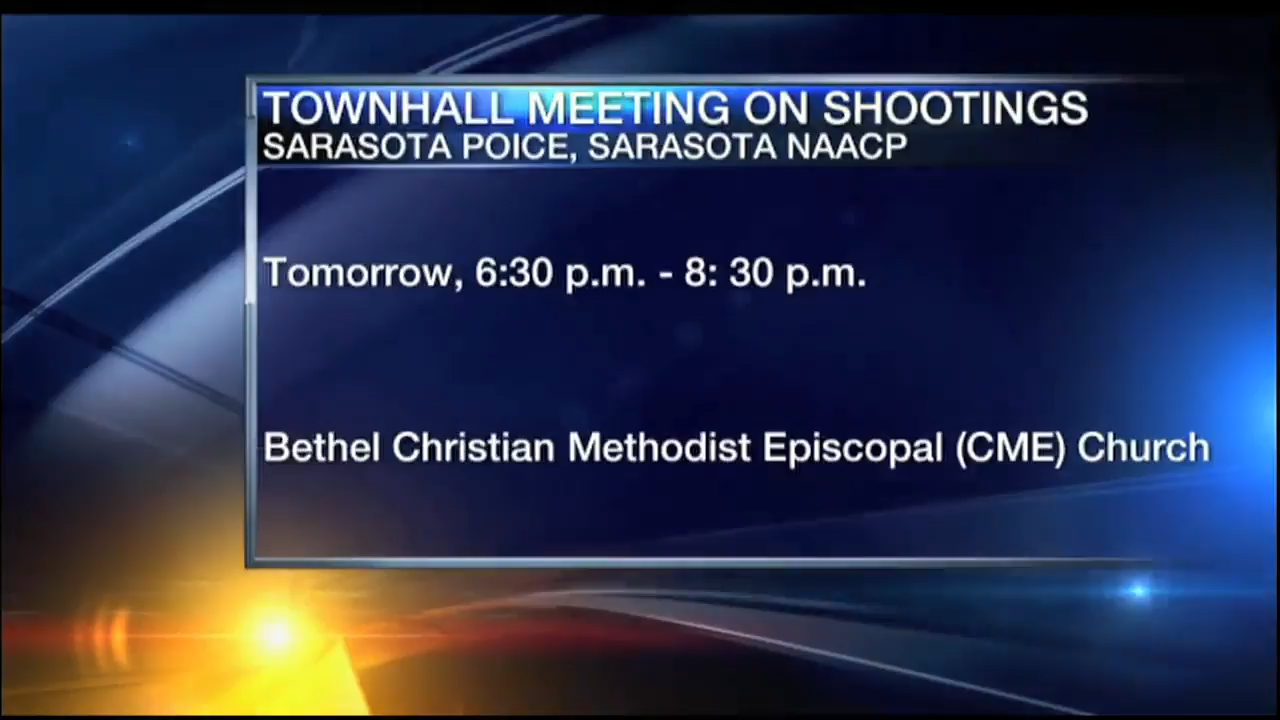 TOWNHALL MEETING ON SHOOTINGS
SARASOTA POICE, SARASOTA NAACP
Tomorrow, 6:30 p.m. - 8: 30 p.m.
Bethel Christian Methodist Episcopal (CME) Church